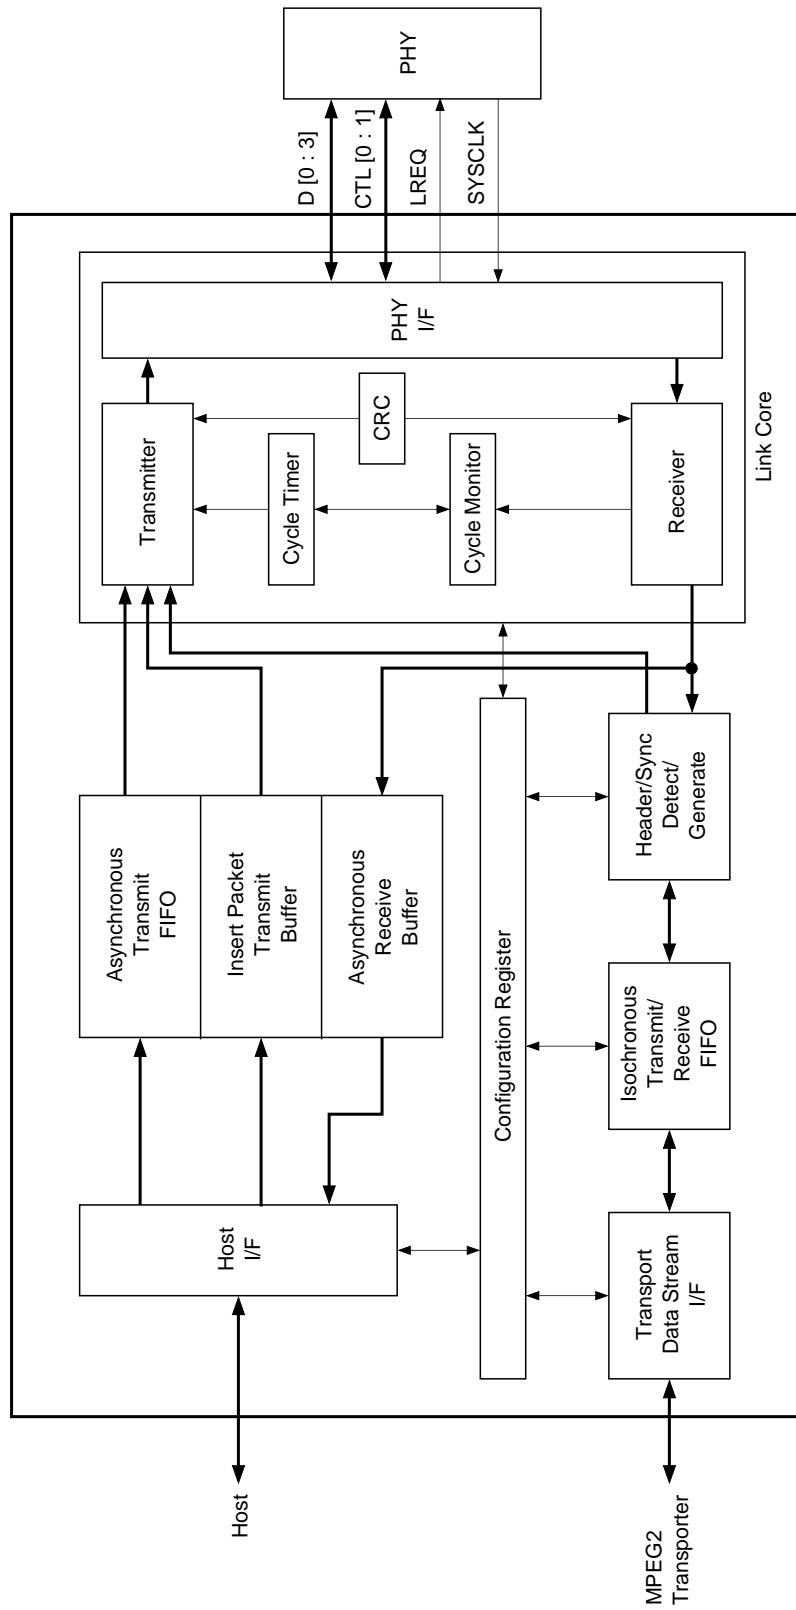 Host
MPEG2
Transporter
Host
I/F
Asynchronous
Transmit
FIFO
Insert Packet
Transmit
Buffer
Asynchronous
Receive
Buffer
Configuration Register
Transport
Data Stream
I/F
Isochronous
Transmit/
Receive
FIFO
Header/Sync
Detect/
Generate
Transmitter
Cycle Timer
CRC
Cycle Monitor
Receiver
Link Core
PHY
I/F
D [0 : 3]
CTL [0 : 1]
LREQ
SYSCLK
PHY